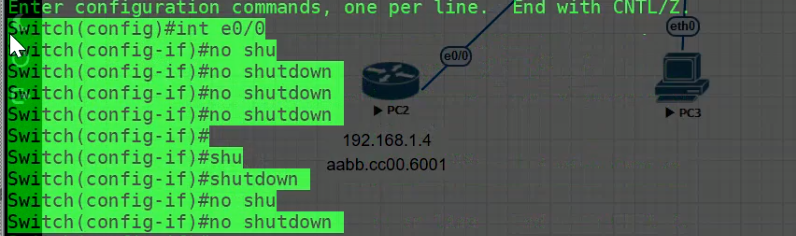 Enter configuration commands, one per line.  End with CNTL/Z.
Switch(config)#int e0/0
Switch(config-if)#no shu
Switch(config-if)#no shutdown
Switch(config-if)#no shutdown
Switch(config-if)#no shutdown
Switch(config-if)#
Switch(config-if)#shu
Switch(config-if)#shutdown
Switch(config-if)#no shu
Switch(config-if)#no shutdown
e0/0
eth0
PC2
PC3
192.168.1.4
aabb.cc00.6001